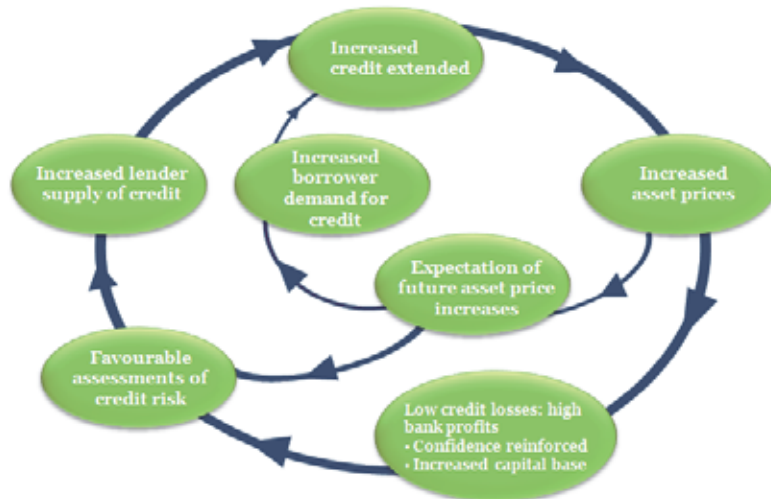 Increased
credit extended
Increased lender
supply of credit
Increased
borrower
demand for
credit
Increased
asset prices
Expectation of
future asset price
increases
Favourable
assessments of
credit risk
Low credit losses: high
bank profits
• Confidence reinforced
• Increased capital base